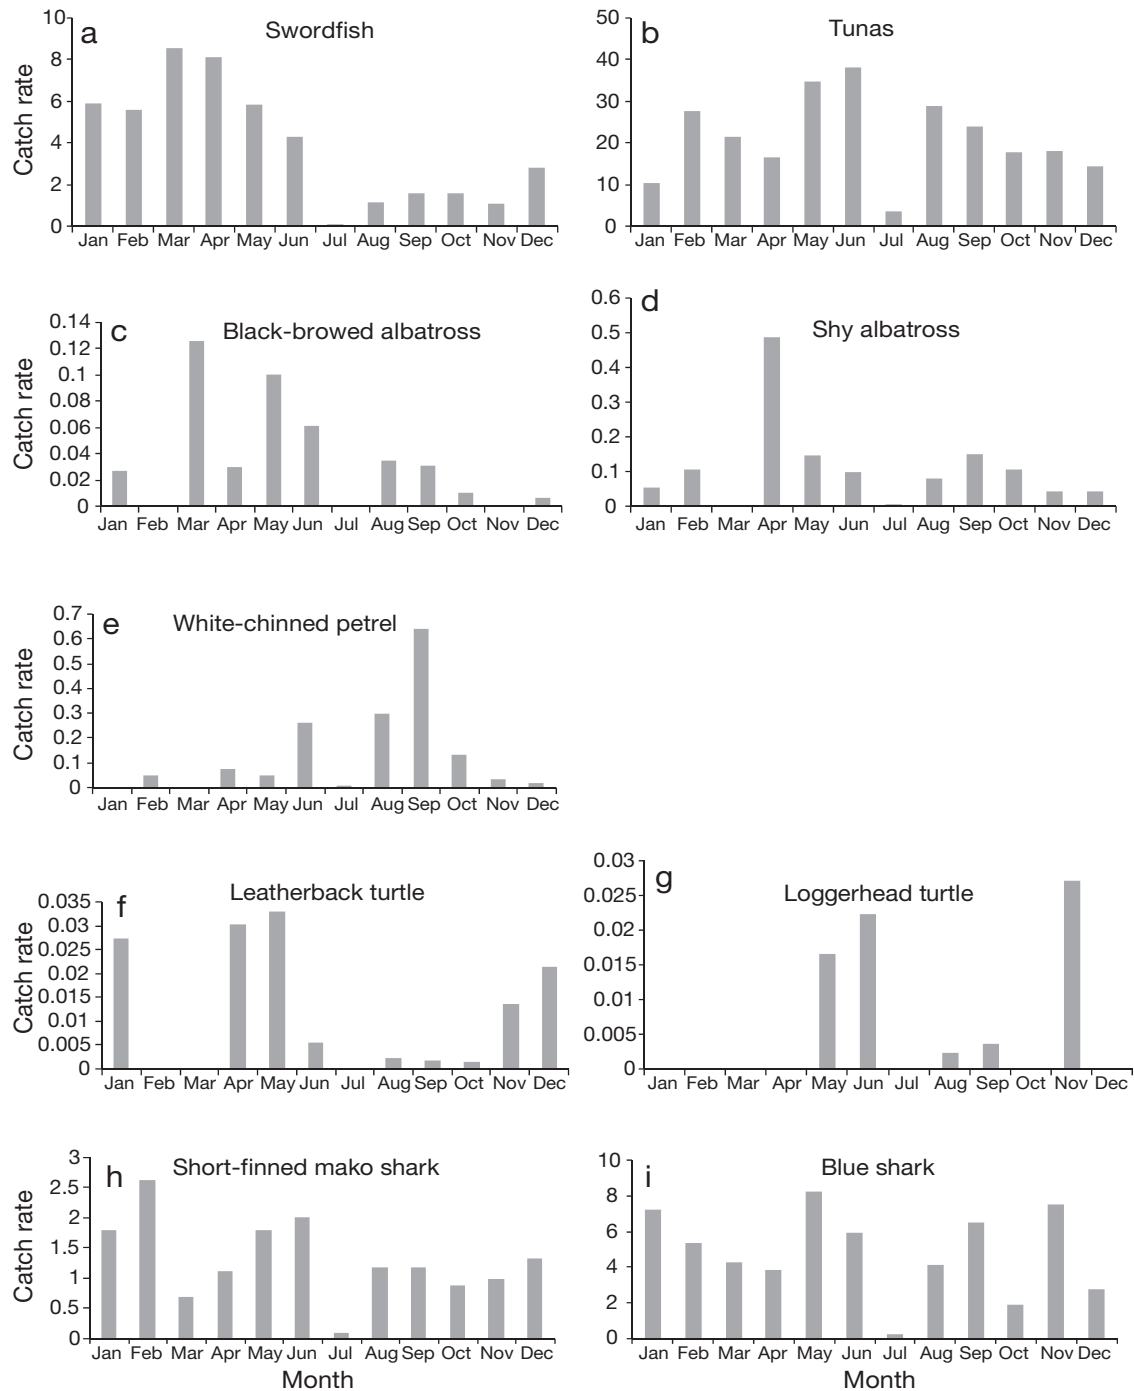 a Swordfish
Catch rate
10
8
6
4
2
0
Jan Feb Mar Apr May Jun Jul Aug Sep Oct Nov Dec
b Tunas
50
40
30
20
10
0
Jan Feb Mar Apr May Jun Jul Aug Sep Oct Nov Dec
c Black-browed albatross
Catch rate
0.14
0.12
0.1
0.08
0.06
0.04
0.02
0
Jan Feb Mar Apr May Jun Jul Aug Sep Oct Nov Dec
d Shy albatross
0.6
0.5
0.4
0.3
0.2
0.1
0
Jan Feb Mar Apr May Jun Jul Aug Sep Oct Nov Dec
e White-chinned petrel
Catch rate
0.7
0.6
0.5
0.4
0.3
0.2
0.1
0
Jan Feb Mar Apr May Jun Jul Aug Sep Oct Nov Dec
f Leatherback turtle
Catch rate
0.035
0.03
0.025
0.02
0.015
0.01
0.005
0
Jan Feb Mar Apr May Jun Jul Aug Sep Oct Nov Dec
g Loggerhead turtle
0.03
0.025
0.02
0.015
0.01
0.005
0
Jan Feb Mar Apr May Jun Jul Aug Sep Oct Nov Dec
h Short-finned mako shark
Catch rate
3
2.5
2
1.5
1
0.5
0
Jan Feb Mar Apr May Jun Jul Aug Sep Oct Nov Dec
Month
i Blue shark
10
8
6
4
2
0
Jan Feb Mar Apr May Jun Jul Aug Sep Oct Nov Dec
Month